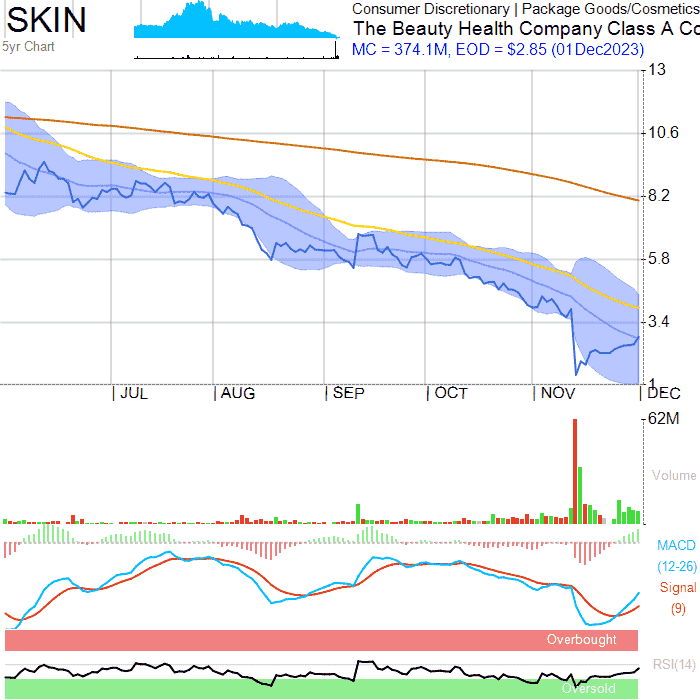 SKIN
5yr Chart
Consumer Discretionary | Package Goods/Cosmetics
The Beauty Health Company Class A Co
MC = 374.1M, EOD = $2.85 (01Dec2023)
13
10.6
8.2
5.8
3.4
1
JUL
AUG
SEP
OCT
NOV
DEC
62M
Volume
MACD
(12-26)
Signal
(9)
Overbought
RSI(14)
Oversold